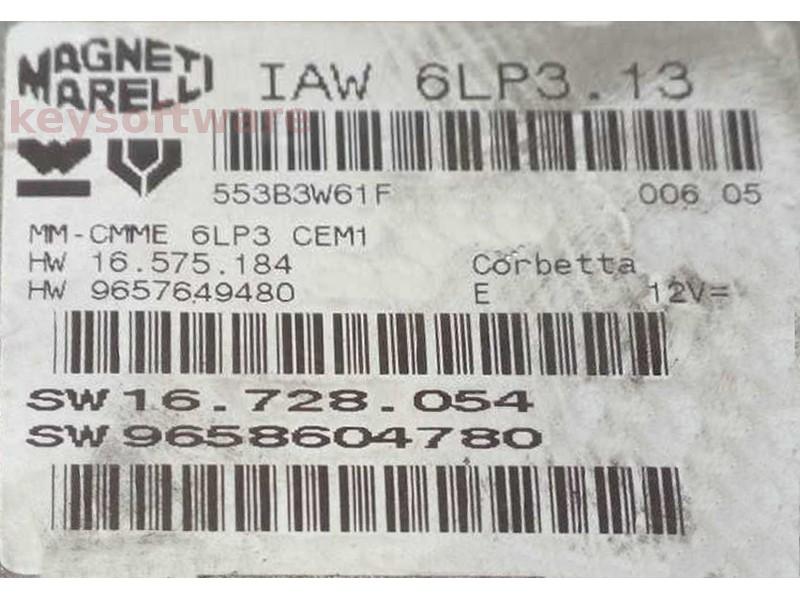 MAGNETI
MARELLI
IAW 6LP3.13
keysoftware
553B3W61F 006 05
MM-CMME 6LP3 CEM1
HW 16.575.184 Corbetta
HW 9657649480 E 12V=
SW 16.728.054
SW 9658604780